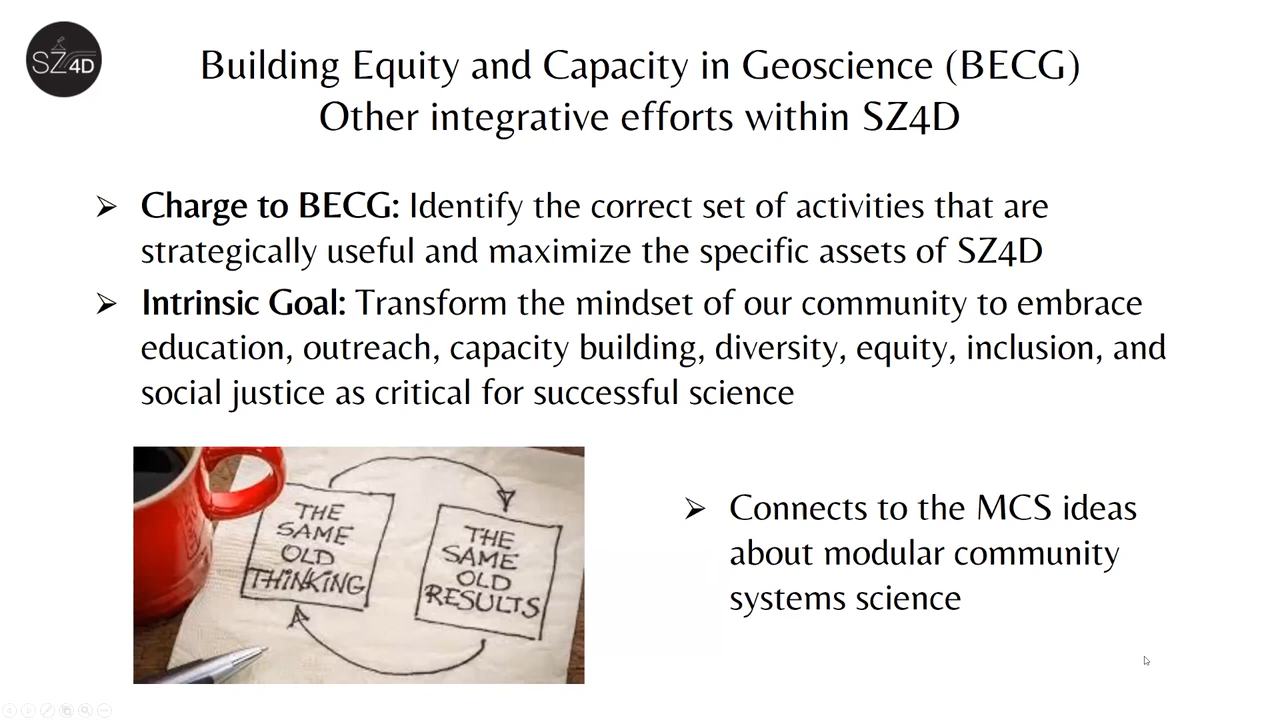 SZ4D
Building Equity and Capacity in Geoscience (BECG)
Other integrative efforts within SZ4D
➢ Charge to BECG: Identify the correct set of activities that are
strategically useful and maximize the specific assets of SZ4D
➢ Intrinsic Goal: Transform the mindset of our community to embrace
education, outreach, capacity building, diversity, equity, inclusion, and
social justice as critical for successful science
THE
SAME
OLD
THINKING
THE
SAME
OLD
RESULTS
➢ Connects to the MCS ideas
about modular community
systems science